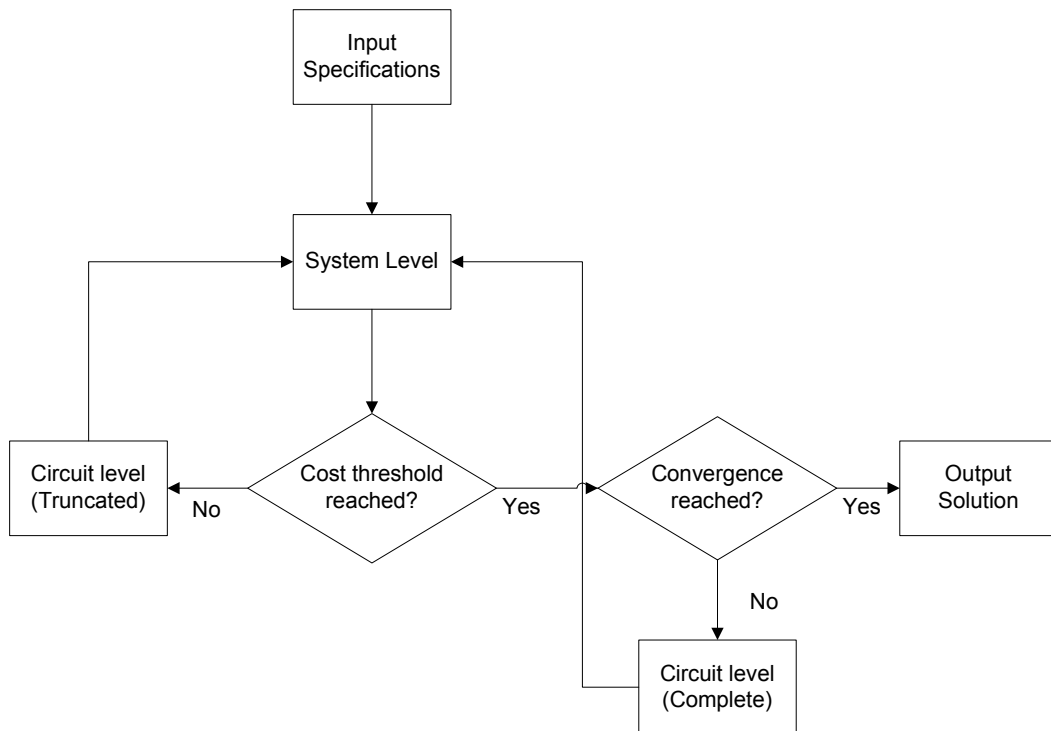 Input
Specifications
System Level
Circuit level
(Truncated)
No
Cost threshold
reached?
Yes
Convergence
reached?
Yes
Output
Solution
No
Circuit level
(Complete)